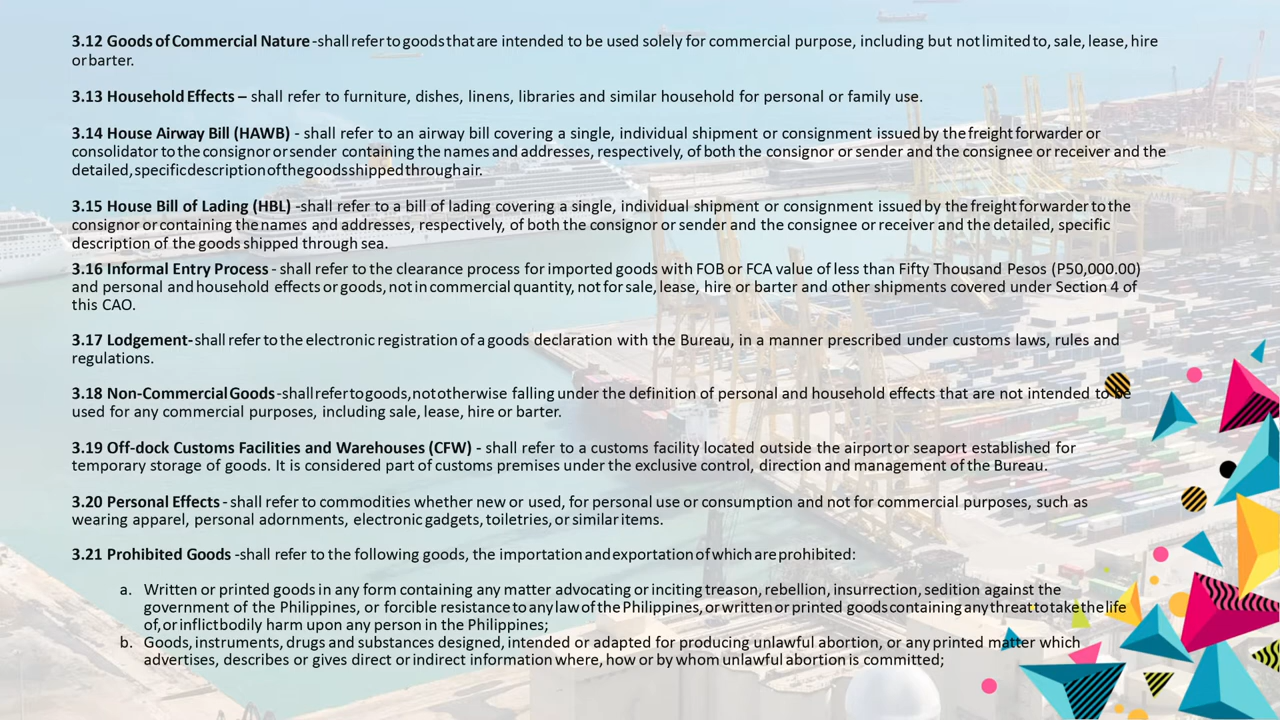 3.12 Goods of Commercial Nature -shall refer to goods that are intended to be used solely for commercial purpose, including but not limited to, sale, lease, hire
or barter.
3.13 Household Effects – shall refer to furniture, dishes, linens, libraries and similar household for personal or family use.
3.14 House Airway Bill (HAWB) - shall refer to an airway bill covering a single, individual shipment or consignment issued by the freight forwarder or
consolidator to the consignor or sender containing the names and addresses, respectively, of both the consignor or sender and the consignee or receiver and the
detailed, specific description of the goods shipped through air.
3.15 House Bill of Lading (HBL) -shall refer to a bill of lading covering a single, individual shipment or consignment issued by the freight forwarder to the
consignor or containing the names and addresses, respectively, of both the consignor or sender and the consignee or receiver and the detailed, specific
description of the goods shipped through sea.
3.16 Informal Entry Process - shall refer to the clearance process for imported goods with FOB or FCA value of less than Fifty Thousand Pesos (P50,000.00)
and personal and household effects or goods, not in commercial quantity, not for sale, lease, hire or barter and other shipments covered under Section 4 of
this CAO.
3.17 Lodgement- shall refer to the electronic registration of a goods declaration with the Bureau, in a manner prescribed under customs laws, rules and
regulations.
3.18 Non-Commercial Goods -shall refer to goods, not otherwise falling under the definition of personal and household effects that are not intended to be
used for any commercial purposes, including sale, lease, hire or barter.
3.19 Off-dock Customs Facilities and Warehouses (CFW) - shall refer to a customs facility located outside the airport or seaport established for
temporary storage of goods. It is considered part of customs premises under the exclusive control, direction and management of the Bureau.
3.20 Personal Effects - shall refer to commodities whether new or used, for personal use or consumption and not for commercial purposes, such as
wearing apparel, personal adornments, electronic gadgets, toiletries, or similar items.
3.21 Prohibited Goods -shall refer to the following goods, the importation and exportation of which are prohibited:
a. Written or printed goods in any form containing any matter advocating or inciting treason, rebellion, insurrection, sedition against the
government of the Philippines, or forcible resistance to any law of the Philippines, or written or printed goods containing any threat to take the life
of, or inflict bodily harm upon any person in the Philippines;
b. Goods, instruments, drugs and substances designed, intended or adapted for producing unlawful abortion, or any printed matter which
advertises, describes or gives direct or indirect information where, how or by whom unlawful abortion is committed;